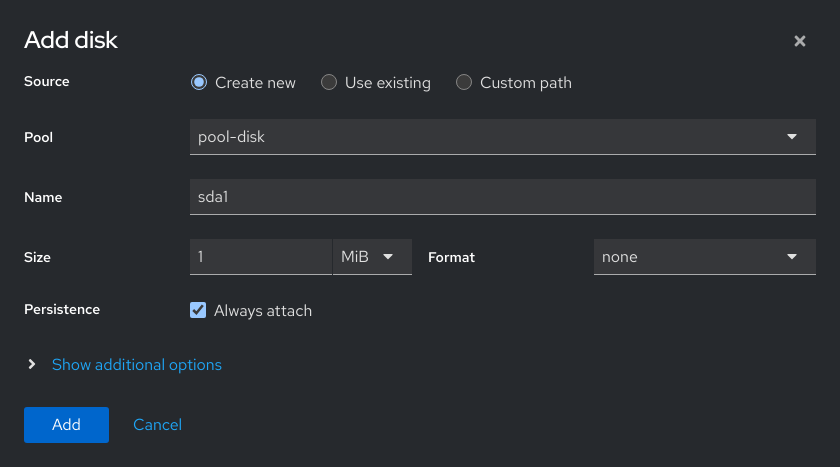 Add disk
Source Create new Use existing Custom path
Pool pool-disk
Name sda1
Size 1 MiB Format none
Persistence Always attach
Show additional options
Add Cancel